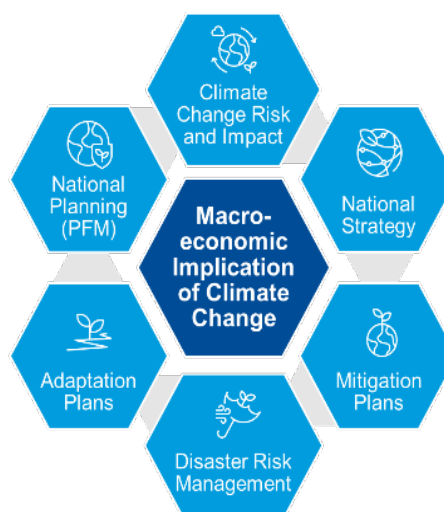 Climate
Change Risk
and Impact
National
Planning
(PFM)
Macro-
economic
Implication
of Climate
Change
National
Strategy
Adaptation
Plans
Mitigation
Plans
Disaster Risk
Management